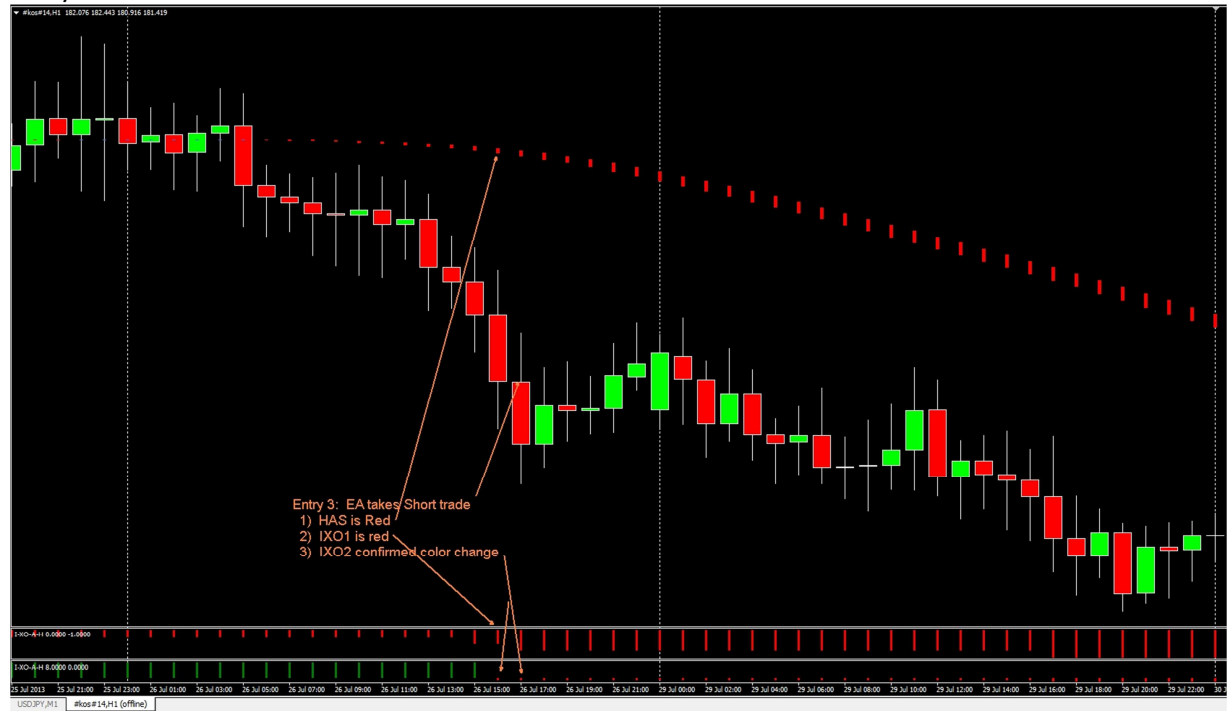 #kos#14,H1 182.076 182.443 180.916 181.419
Entry 3: EA takes Short trade
1) HAS is Red
2) IXO1 is red
3) IXO2 confirmed color change
I-XO-A-H 0.0000 -1.0000
I-XO-A-H 8.0000 0.0000
25 Jul 2013 25 Jul 21:00 25 Jul 23:00 26 Jul 01:00 26 Jul 03:00 26 Jul 05:00 26 Jul 07:00 26 Jul 09:00 26 Jul 11:00 26 Jul 13:00 26 Jul 15:00 26 Jul 17:00 26 Jul 19:00 26 Jul 21:00 29 Jul 00:00 29 Jul 02:00 29 Jul 04:00 29 Jul 06:00 29 Jul 08:00 29 Jul 10:00 29 Jul 12:00 29 Jul 14:00 29 Jul 16:00 29 Jul 18:00 29 Jul 20:00 29 Jul 22:00
USDJPY,M1 #kos#14,H1 (offline)